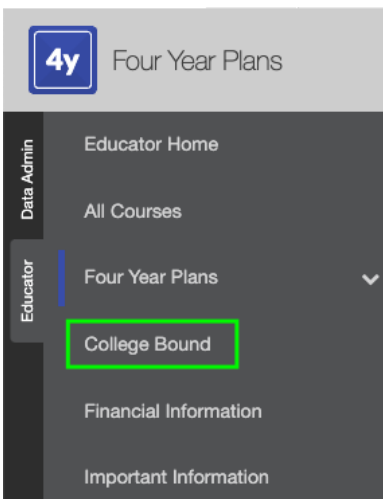 4y Four Year Plans
Data Admin
Educator
Educator Home
All Courses
Four Year Plans
College Bound
Financial Information
Important Information